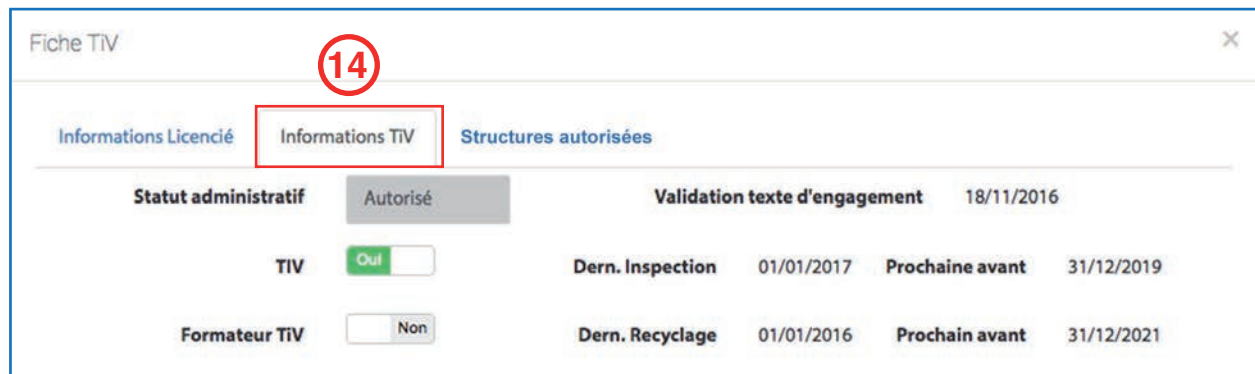 Fiche TiV ×
14
Informations Licencié Informations TiV Structures autorisées
Statut administratif Autorisé Validation texte d'engagement 18/11/2016
TIV Oui Dern. Inspection 01/01/2017 Prochaine avant 31/12/2019
Formateur TiV Non Dern. Recyclage 01/01/2016 Prochain avant 31/12/2021